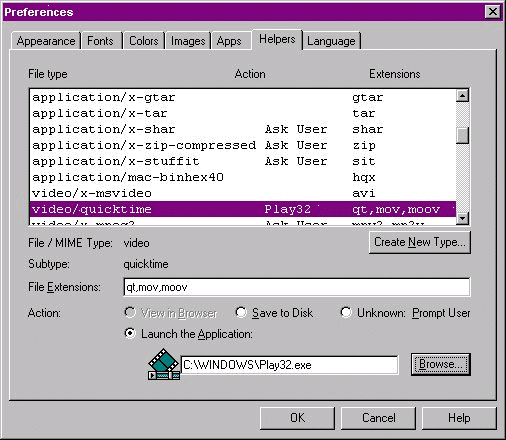 Preferences
Appearance Fonts Colors Images Apps Helpers Language
File type Action Extensions
application/x-gtar gtar
application/x-tar tar
application/x-shar Ask User shar
application/x-zip-compressed Ask User zip
application/x-stuffit Ask User sit
application/mac-binhex40 hqx
video/x-msvideo avi
video/quicktime Play32 qt,mov,moov
video/x-mpeg2 Ask User mpv2,mp2v
File / MIME Type: video Create New Type...
Subtype: quicktime
File Extensions: qt,mov,moov
Action: View in Browser Save to Disk Unknown: Prompt User
Launch the Application:
C:\WINDOWS\Play32.exe Browse...
OK Cancel Help